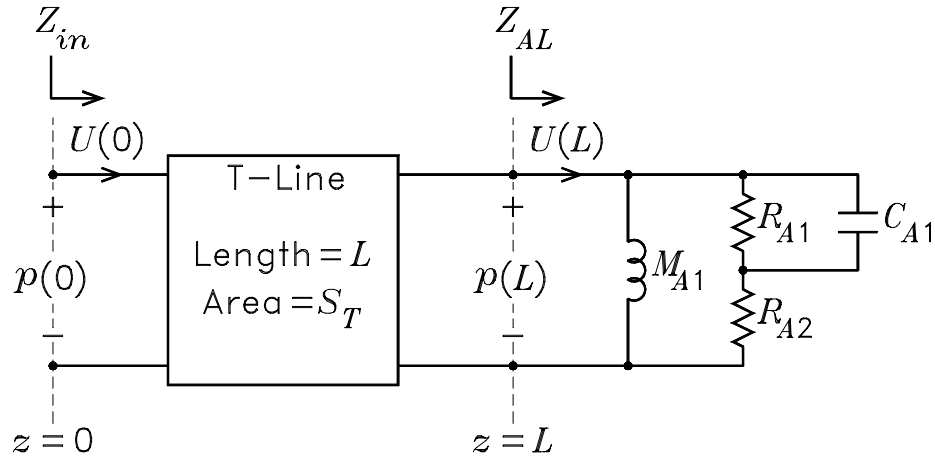 Z_in
Z_AL
U(0)
U(L)
T-Line
+
+
R_A1
C_A1
Length = L
p(0)
p(L)
M_A1
Area = S_T
R_A2
−
−
z = 0
z = L